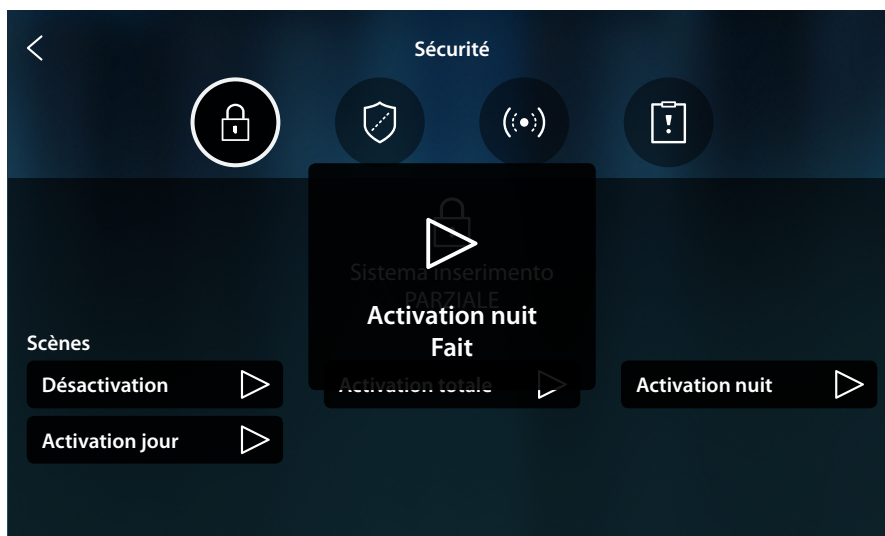 Sécurité
Sistema inserimento
PARZIALE
Activation nuit
Fait
Scènes
Désactivation
Activation totale
Activation nuit
Activation jour